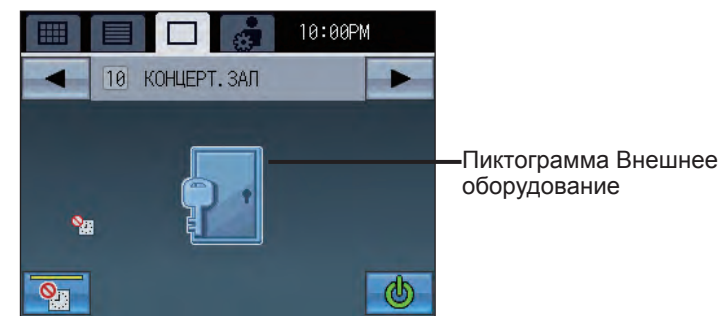 10:00PM
10 КОНЦЕРТ.ЗАЛ
Пиктограмма Внешнее
оборудование